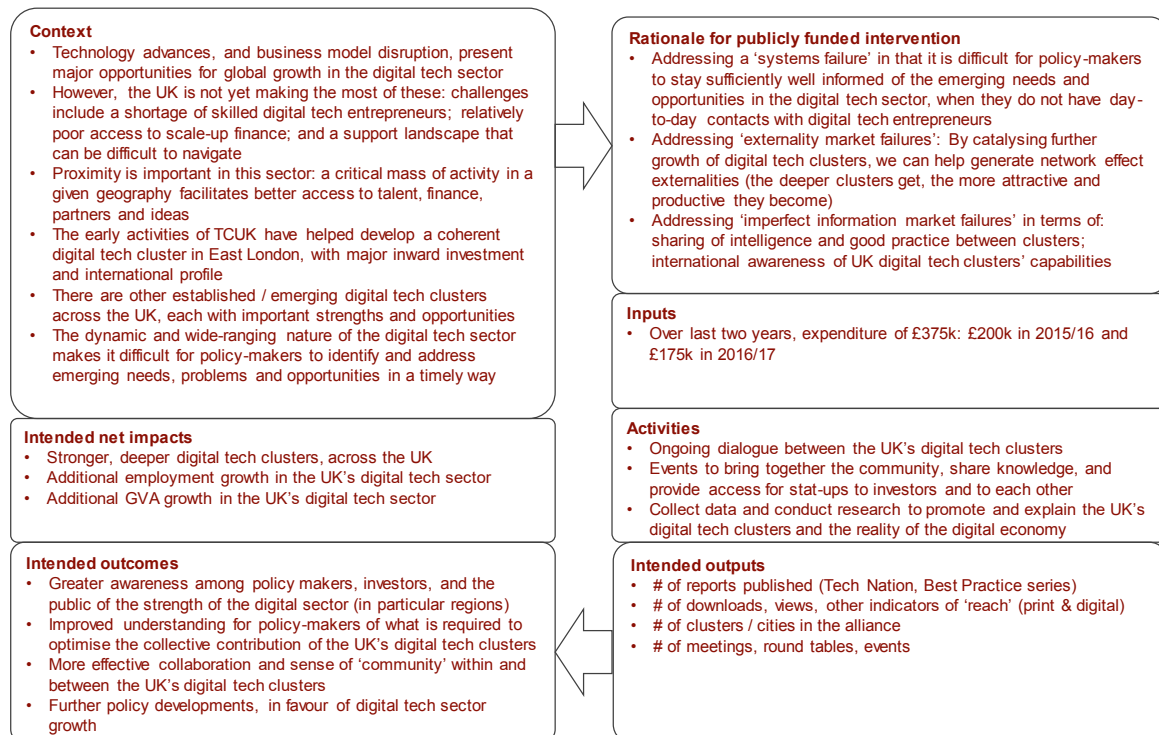 Context
• Technology advances, and business model disruption, present
major opportunities for global growth in the digital tech sector
• However, the UK is not yet making the most of these: challenges
include a shortage of skilled digital tech entrepreneurs; relatively
poor access to scale-up finance; and a support landscape that
can be difficult to navigate
• Proximity is important in this sector: a critical mass of activity in a
given geography facilitates better access to talent, finance,
partners and ideas
• The early activities of TCUK have helped develop a coherent
digital tech cluster in East London, with major inward investment
and international profile
• There are other established / emerging digital tech clusters
across the UK, each with important strengths and opportunities
• The dynamic and wide-ranging nature of the digital tech sector
makes it difficult for policy-makers to identify and address
emerging needs, problems and opportunities in a timely way
Rationale for publicly funded intervention
• Addressing a ‘systems failure’ in that it is difficult for policy-makers
to stay sufficiently well informed of the emerging needs and
opportunities in the digital tech sector, when they do not have day-
to-day contacts with digital tech entrepreneurs
• Addressing ‘externality market failures’: By catalysing further
growth of digital tech clusters, we can help generate network effect
externalities (the deeper clusters get, the more attractive and
productive they become)
• Addressing ‘imperfect information market failures’ in terms of:
sharing of intelligence and good practice between clusters;
international awareness of UK digital tech clusters’ capabilities
Inputs
• Over last two years, expenditure of £375k: £200k in 2015/16 and
£175k in 2016/17
Activities
• Ongoing dialogue between the UK’s digital tech clusters
• Events to bring together the community, share knowledge, and
provide access for stat-ups to investors and to each other
• Collect data and conduct research to promote and explain the UK’s
digital tech clusters and the reality of the digital economy
Intended outputs
• # of reports published (Tech Nation, Best Practice series)
• # of downloads, views, other indicators of ‘reach’ (print & digital)
• # of clusters / cities in the alliance
• # of meetings, round tables, events
Intended outcomes
• Greater awareness among policy makers, investors, and the
public of the strength of the digital sector (in particular regions)
• Improved understanding for policy-makers of what is required to
optimise the collective contribution of the UK’s digital tech clusters
• More effective collaboration and sense of ‘community’ within and
between the UK’s digital tech clusters
• Further policy developments, in favour of digital tech sector
growth
Intended net impacts
• Stronger, deeper digital tech clusters, across the UK
• Additional employment growth in the UK’s digital tech sector
• Additional GVA growth in the UK’s digital tech sector